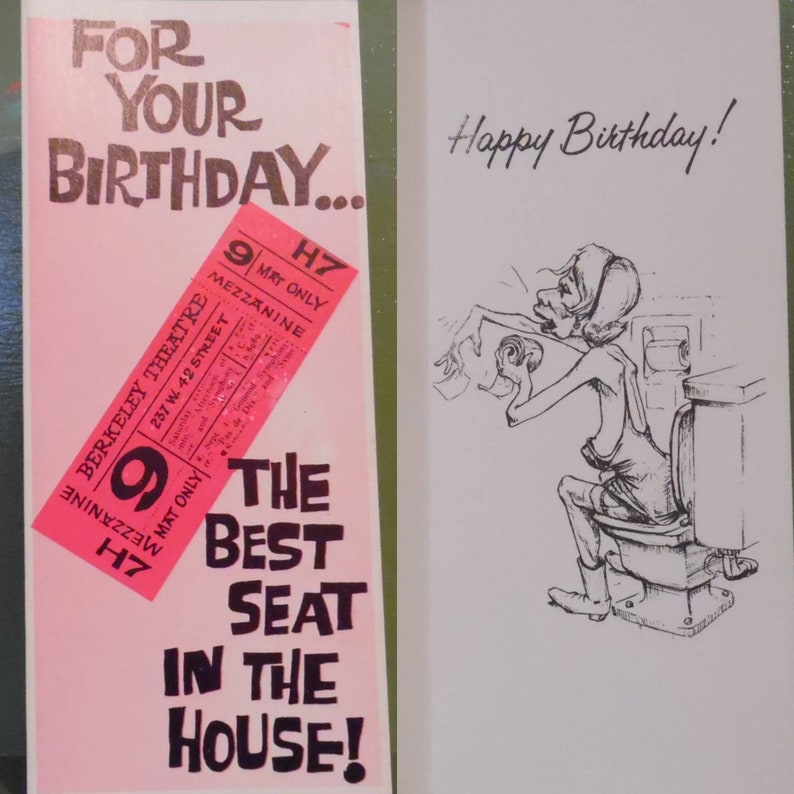 FOR
YOUR
BIRTHDAY...
H7
9 MAT ONLY
MEZZANINE
BERKELEY THEATRE
237 W. 42 STREET
9
MAT ONLY
MEZZANINE
H7
THE
BEST
SEAT
IN THE
HOUSE!
Happy Birthday!